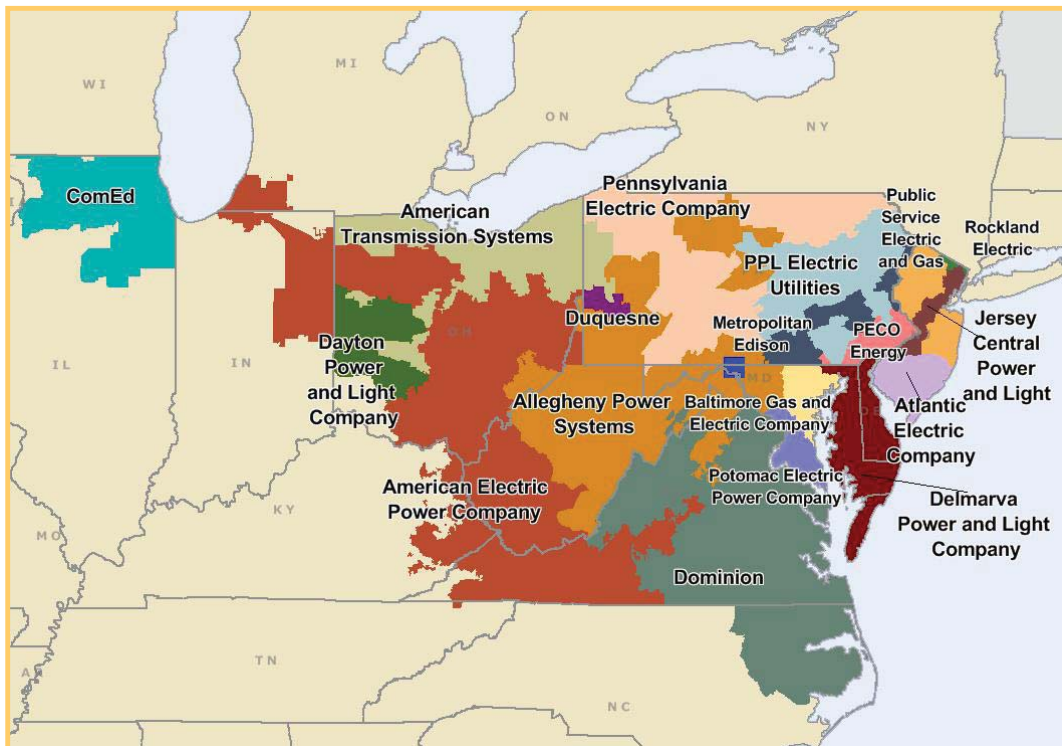 WI
MI
ON
NY
ComEd
American
Transmission Systems
Pennsylvania
Electric Company
Public
Service
Electric
and Gas
Rockland
Electric
PPL Electric
Utilities
Duquesne
Metropolitan
Edison
PECO
Energy
Jersey
Central
Power
and Light
IL
IN
OH
Dayton
Power
and Light
Company
Allegheny Power
Systems
MD
Baltimore Gas and
Electric Company
DE
Atlantic
Electric
Company
American Electric
Power Company
Potomac Electric
Power Company
Delmarva
Power and Light
Company
KY
MO
Dominion
TN
NC